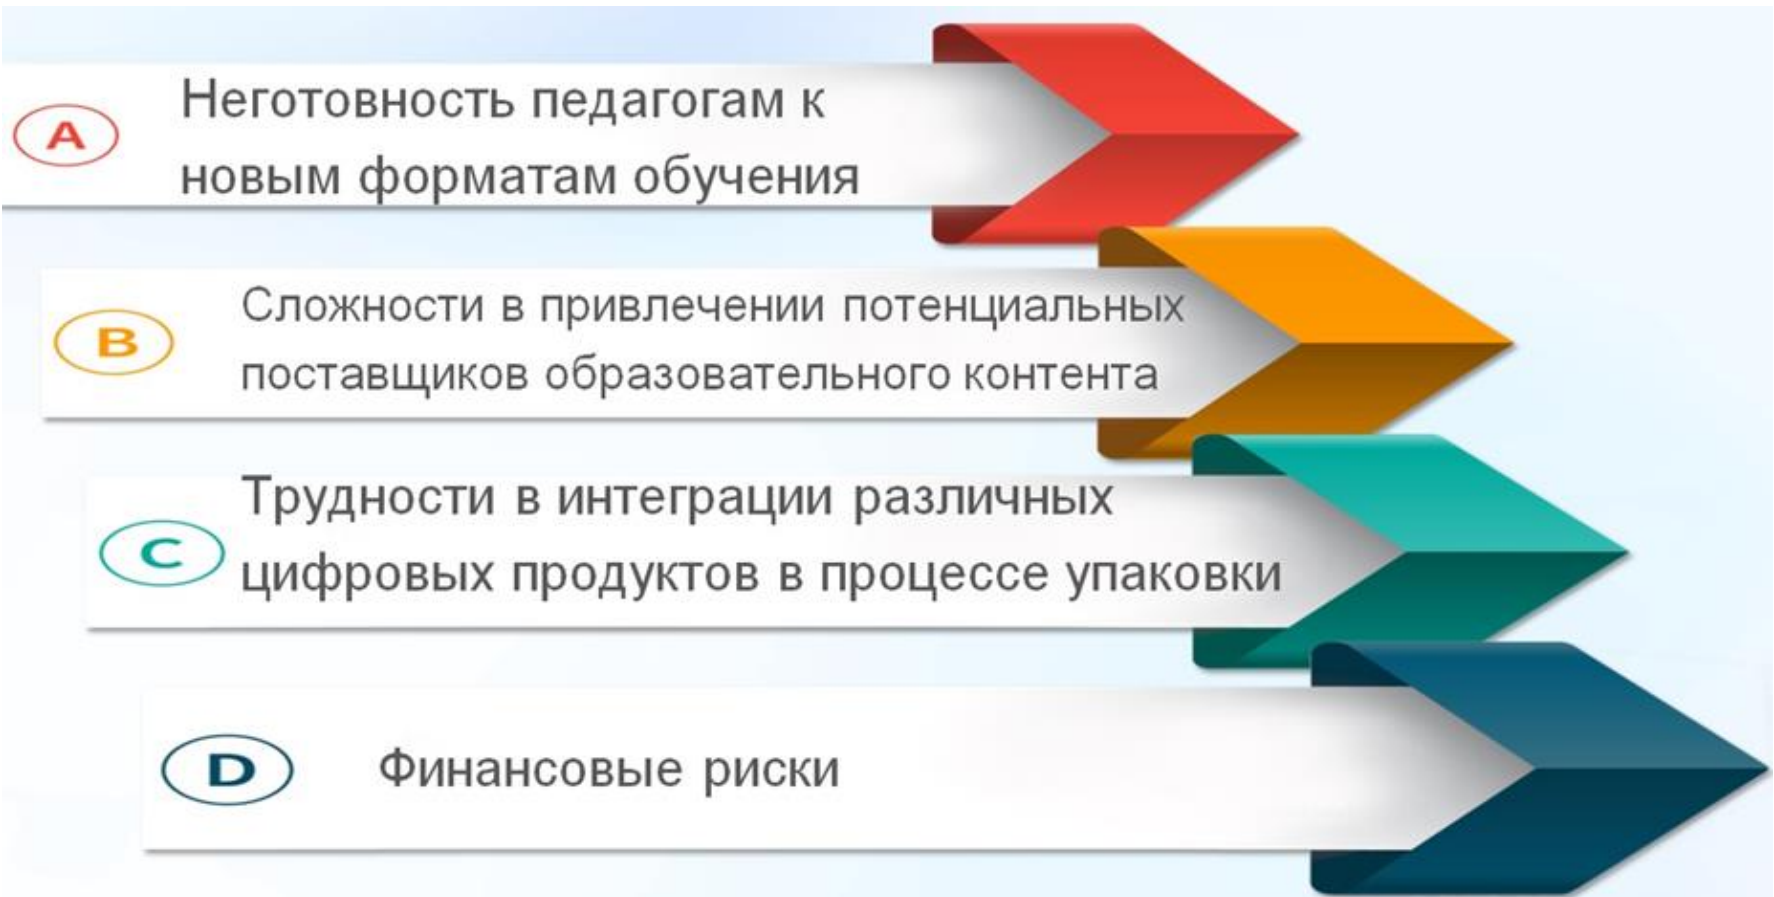 A
Неготовность педагогам к
новым форматам обучения
B
Сложности в привлечении потенциальных
поставщиков образовательного контента
C
Трудности в интеграции различных
цифровых продуктов в процессе упаковки
D
Финансовые риски